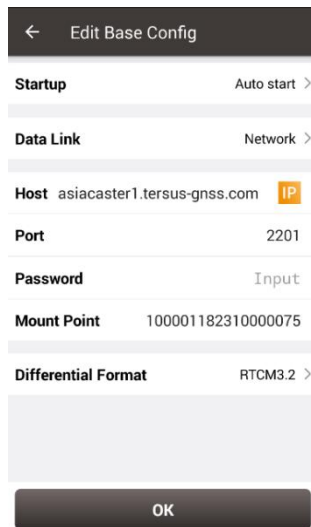 ← Edit Base Config
Startup Auto start >
Data Link Network >
Host asiacaster1.tersus-gnss.com IP
Port 2201
Password Input
Mount Point 100001182310000075
Differential Format RTCM3.2 >
OK